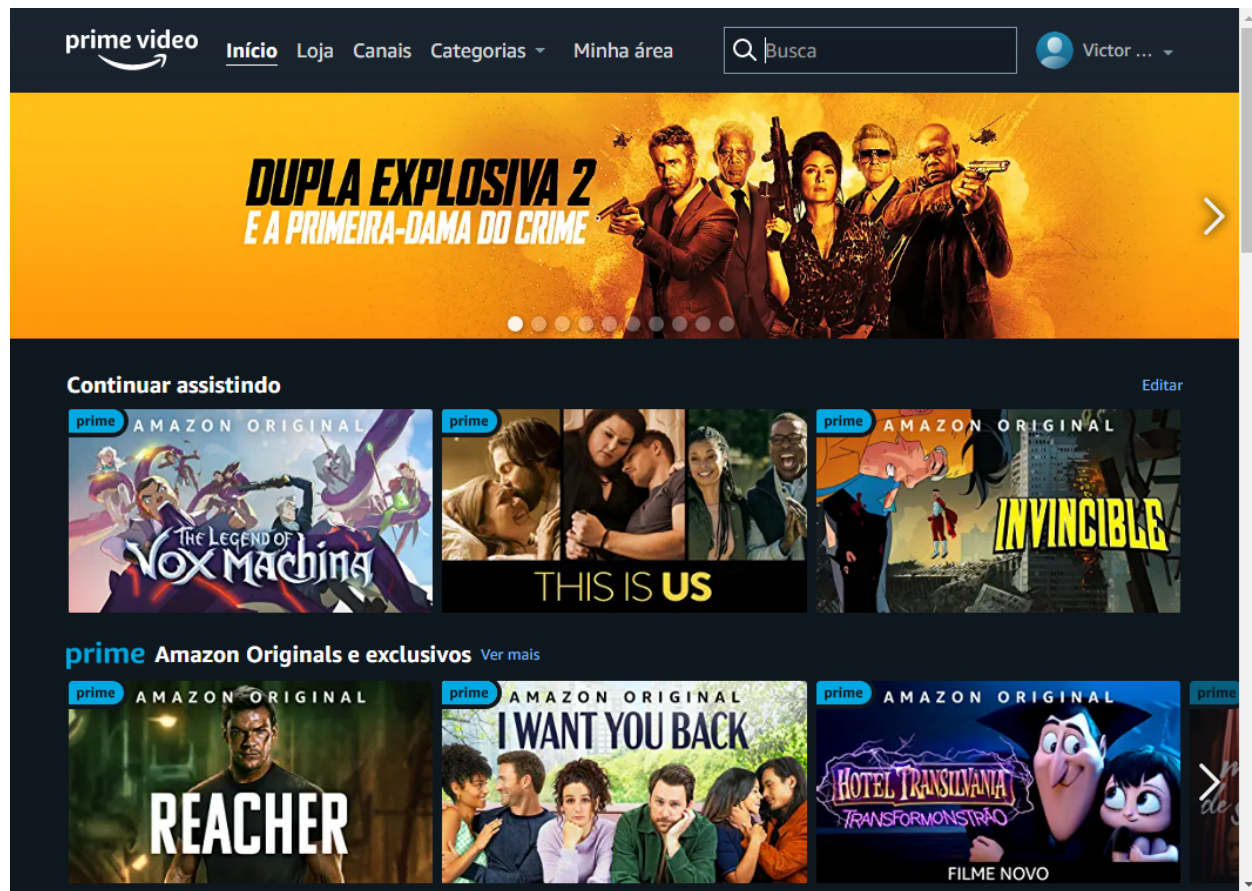 prime video
Início Loja Canais Categorias Minha área Busca Victor ...
DUPLA EXPLOSIVA 2
E A PRIMEIRA-DAMA DO CRIME
Continuar assistindo Editar
prime AMAZON ORIGINAL
THE LEGEND OF
VOX MACHINA
prime
THIS IS US
prime AMAZON ORIGINAL
INVINCIBLE
prime Amazon Originals e exclusivos Ver mais
prime AMAZON ORIGINAL
REACHER
prime AMAZON ORIGINAL
I WANT YOU BACK
prime AMAZON ORIGINAL
HOTEL TRANSILVANIA
TRANSFORMONSTRÃO
FILME NOVO
prime
de